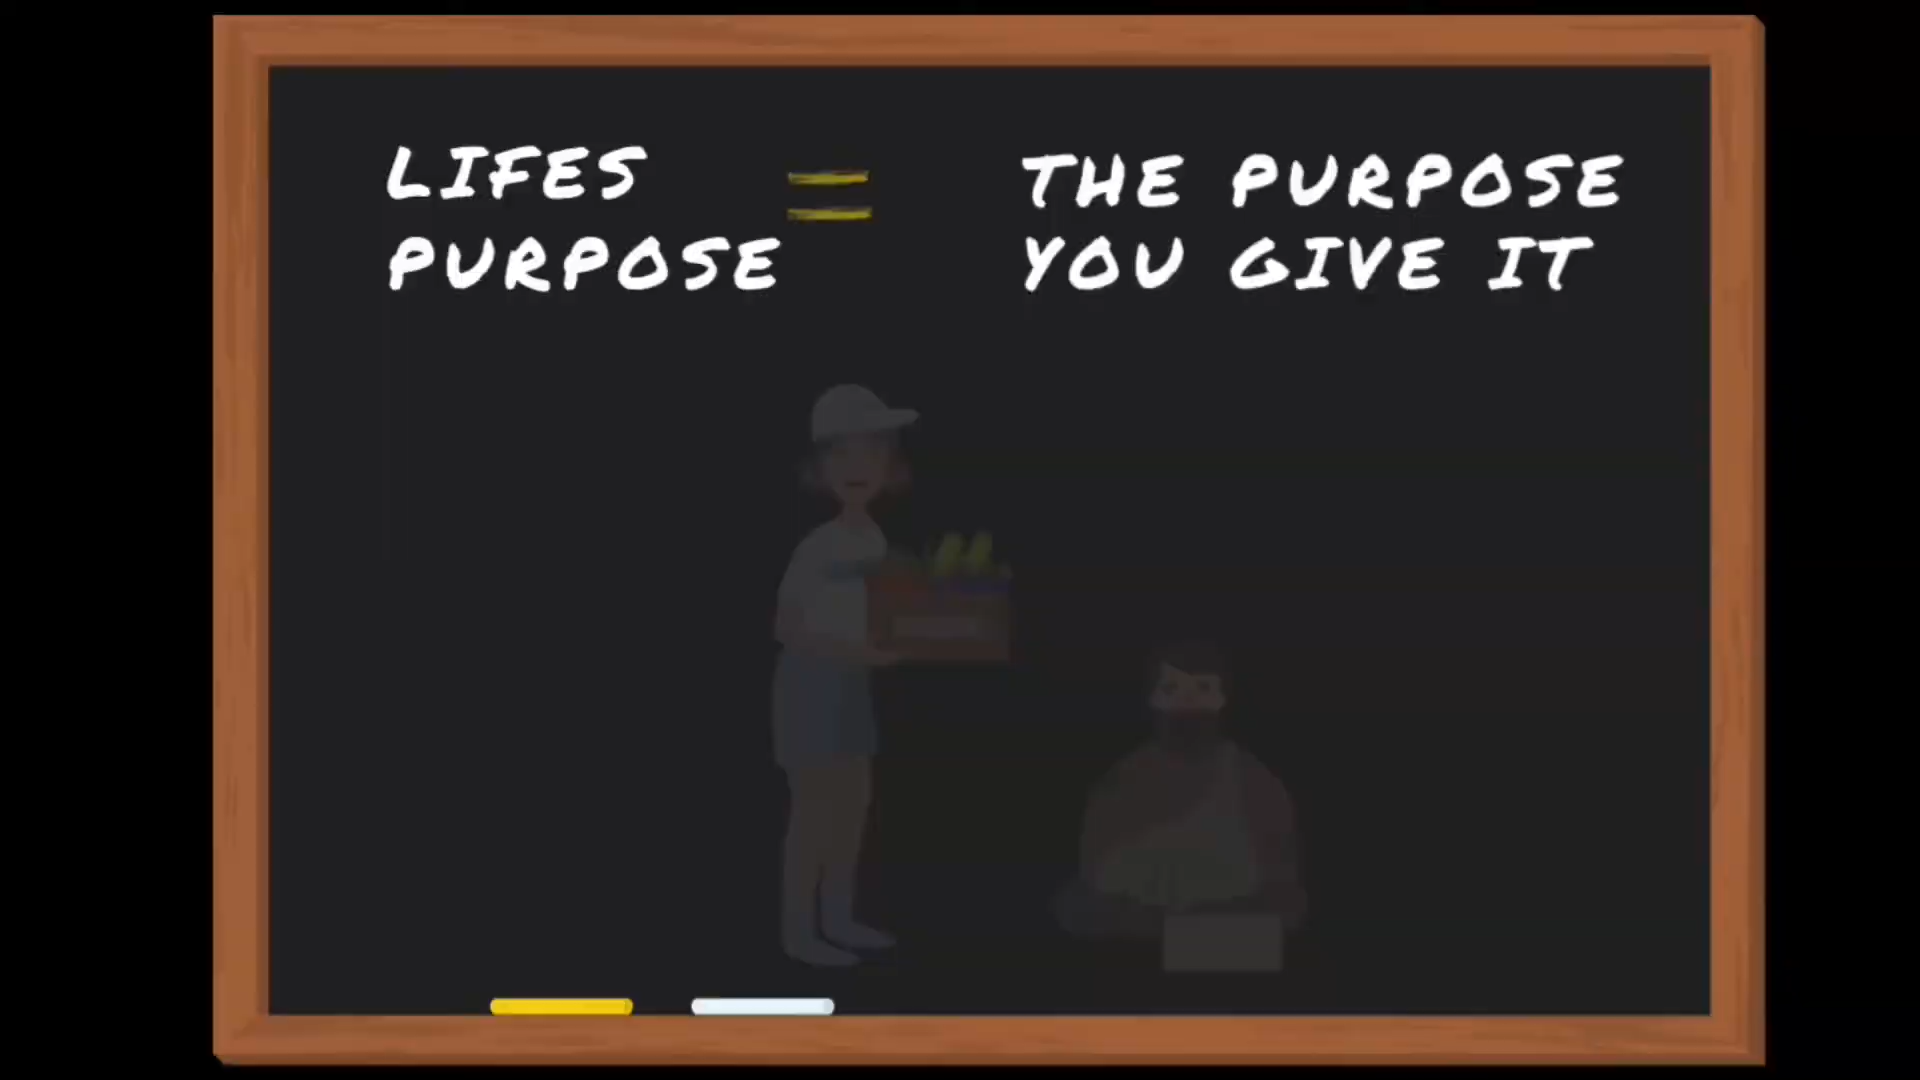 LIFES
PURPOSE
=
THE PURPOSE
YOU GIVE IT